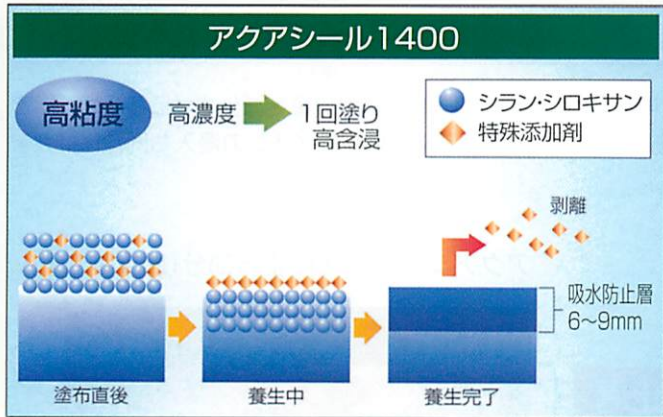 アクアシール1400
高粘度
高濃度
1回塗り
高含浸
シラン・シロキサン
特殊添加剤
剥離
吸水防止層
6〜9mm
塗布直後
養生中
養生完了